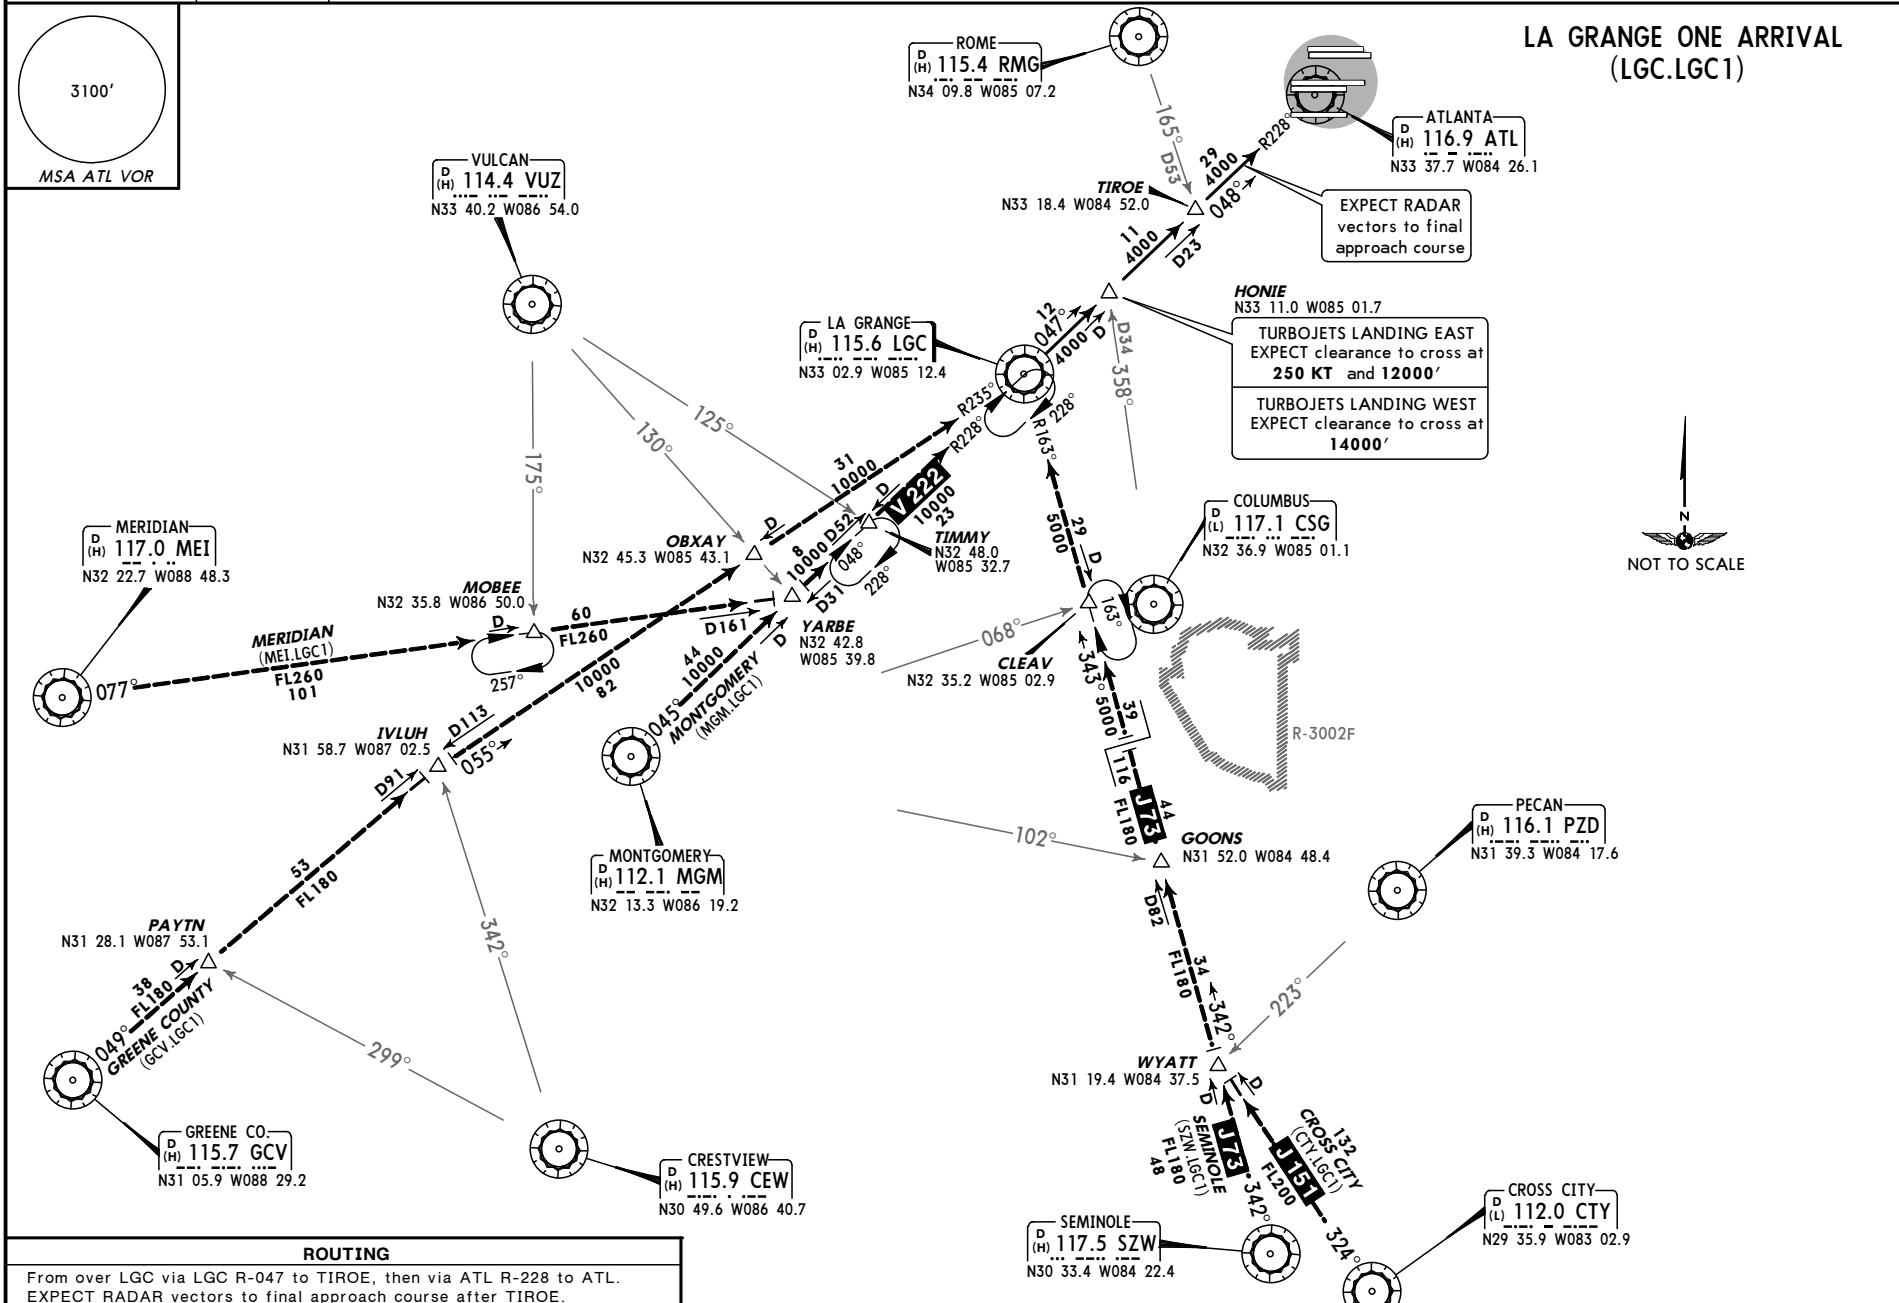 LA GRANGE ONE ARRIVAL
(LGC.LGC1)
3100'
MSA ATL VOR
ROME
D
(H) 115.4 RMG
N34 09.8 W085 07.2
ATLANTA
D
(H) 116.9 ATL
N33 37.7 W084 26.1
VULCAN
D
(H) 114.4 VUZ
N33 40.2 W086 54.0
165°
D53
29
4000
048°
R228°
TIROE
N33 18.4 W084 52.0
EXPECT RADAR
vectors to final
approach course
11
4000
D23
HONIE
N33 11.0 W085 01.7
TURBOJETS LANDING EAST
EXPECT clearance to cross at
250 KT and 12000'
TURBOJETS LANDING WEST
EXPECT clearance to cross at
14000'
LA GRANGE
D
(H) 115.6 LGC
N33 02.9 W085 12.4
12
047°
4000
D
D34
358°
R235°
R228°
228°
R163°
125°
130°
175°
31
10000
D
D
V 222
10000
23
TIMMY
N32 48.0
W085 32.7
8
10000
D52
048°
228°
D31
OBXAY
N32 45.3 W085 43.1
D161
YARBE
N32 42.8
W085 39.8
MERIDIAN
D
(H) 117.0 MEI
N32 22.7 W088 48.3
MOBEE
N32 35.8 W086 50.0
D
60
FL260
257°
077°
MERIDIAN
(MEI.LGC1)
FL260
101
10000
82
44
10000
D
045°
MONTGOMERY
(MGM.LGC1)
MONTGOMERY
D
(H) 112.1 MGM
N32 13.3 W086 19.2
COLUMBUS
D
(L) 117.1 CSG
N32 36.9 W085 01.1
29
5000
D
163°
068°
CLEAV
N32 35.2 W085 02.9
343°
5000
39
116
FL180
J 73
44
R-3002F
NOT TO SCALE
N
IVLUH
N31 58.7 W087 02.5
D113
055°
D91
53
FL180
342°
PAYTN
N31 28.1 W087 53.1
38
FL180
D
049°
GREENE COUNTY
(GCV.LGC1)
GREENE CO.
D
(H) 115.7 GCV
N31 05.9 W088 29.2
299°
CRESTVIEW
D
(H) 115.9 CEW
N30 49.6 W086 40.7
102°
GOONS
N31 52.0 W084 48.4
PECAN
D
(H) 116.1 PZD
N31 39.3 W084 17.6
D82
34
FL180
342°
223°
WYATT
N31 19.4 W084 37.5
D
D
SEMINOLE
(SZW.LGC1)
FL180
48
J 73
342°
132
CROSS CITY
(CTY.LGC1)
J 151
FL200
324°
SEMINOLE
D
(H) 117.5 SZW
N30 33.4 W084 22.4
CROSS CITY
D
(L) 112.0 CTY
N29 35.9 W083 02.9
ROUTING
From over LGC via LGC R-047 to TIROE, then via ATL R-228 to ATL.
EXPECT RADAR vectors to final approach course after TIROE.